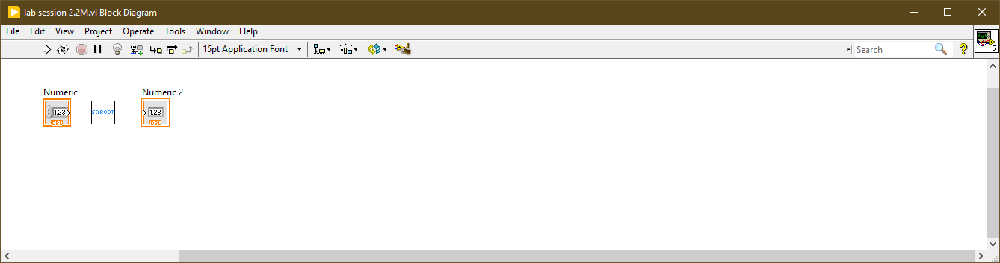 lab session 2.2M.vi Block Diagram
File Edit View Project Operate Tools Window Help
15pt Application Font
Search
?
5
Numeric
Numeric 2
1.23
DBL
SQ ROOT
1.23
DBL